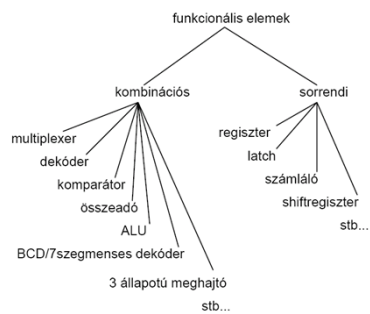 funkcionális elemek
kombinációs
sorrendi
multiplexer
dekóder
komparátor
összeadó
ALU
BCD/7szegmenses dekóder
3 állapotú meghajtó
stb...
regiszter
latch
számláló
shiftregiszter
stb...